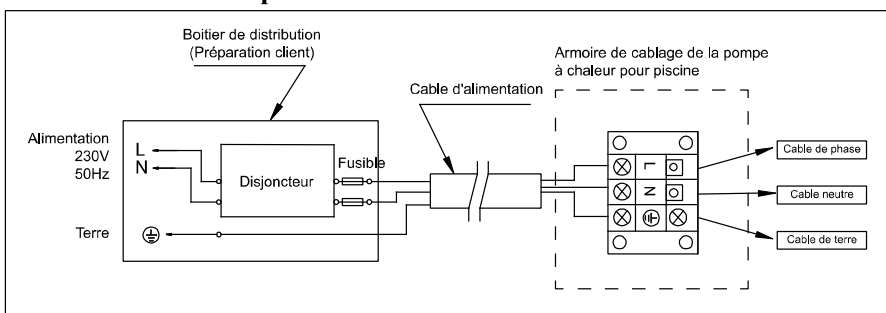 Boitier de distribution
(Préparation client)
Armoire de cablage de la pompe
à chaleur pour piscine
Cable d'alimentation
Alimentation
230V
50Hz
L
N
Disjoncteur
Fusible
Terre
L
N
Cable de phase
Cable neutre
Cable de terre